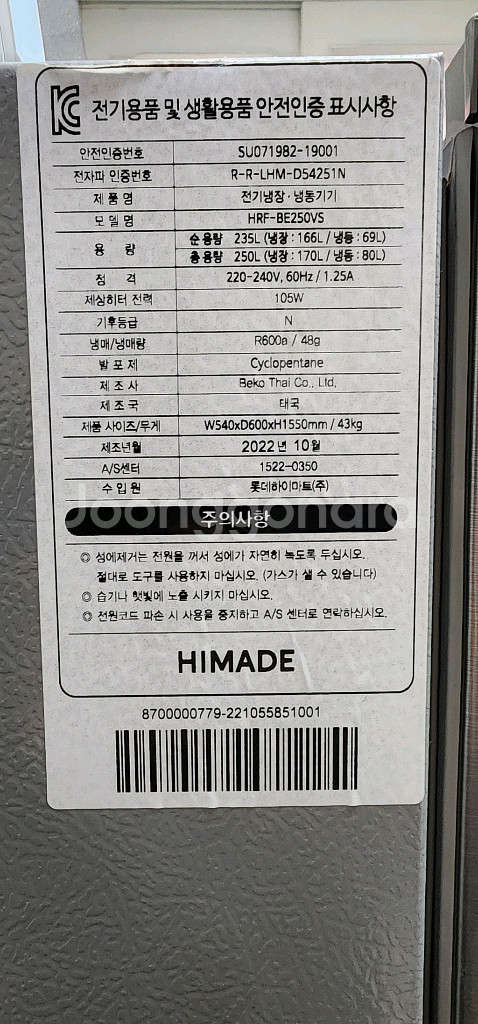 전기용품 및 생활용품 안전인증 표시사항
안전인증번호 SU071982-19001
전자파 인증번호 R-R-LHM-D54251N
제 품 명 전기냉장·냉동기기
모 델 명 HRF-BE250VS
용 량 순 용량 235L (냉장 : 166L / 냉동 : 69L)
총 용량 250L (냉장 : 170L / 냉동 : 80L)
정 격 220-240V, 60Hz / 1.25A
제상히터 전력 105W
기후등급 N
냉매/냉매량 R600a / 48g
발 포 제 Cyclopentane
제 조 사 Beko Thai Co., Ltd,
제 조 국 태국
제품 사이즈/무게 W540xD600xH1550mm / 43kg
제조년월 2022년 10월
A/S센터 1522-0350
수 입 원 롯데하이마트(주)
Joonggonara
주의사항
◎ 성에제거는 전원을 꺼서 성에가 자연히 녹도록 두십시오.
절대로 도구를 사용하지 마십시오. (가스가 샐 수 있습니다)
◎ 습기나 햇빛에 노출 시키지 마십시오.
◎ 전원코드 파손 시 사용을 중지하고 A/S 센터로 연락하십시오.
HIMADE
8700000779-221055851001